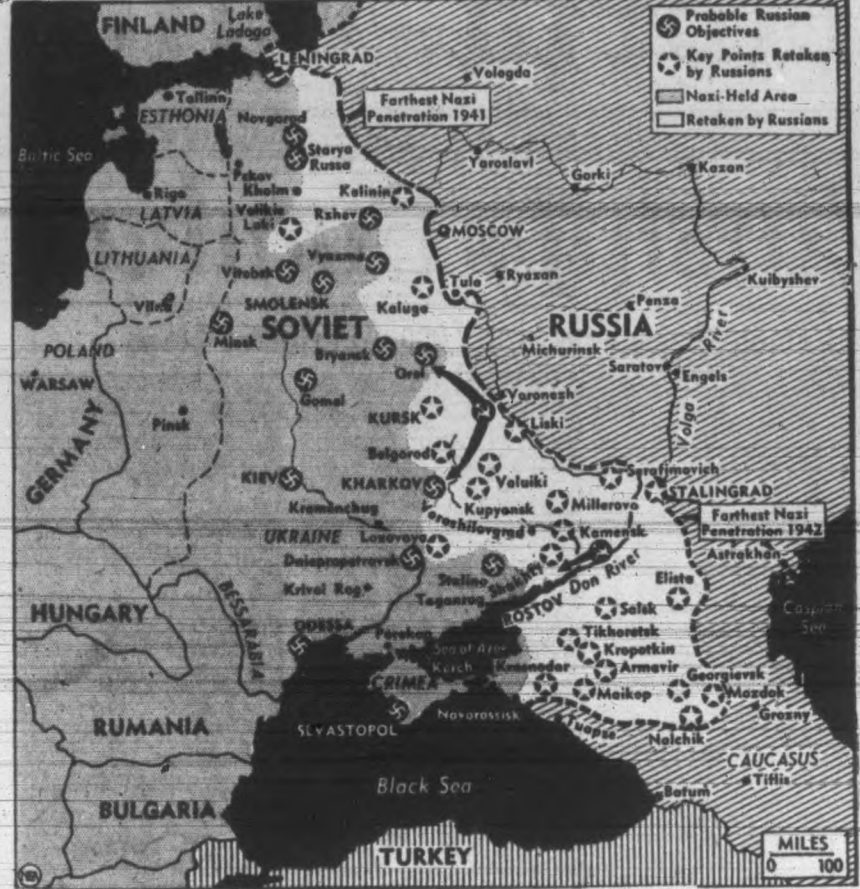 FINLAND
Lake
Ladoga
LENINGRAD
Probable Russian
Objectives
Key Points Retaken
by Russians
Nazi-Held Area
Retaken by Russians
Vologda
Farthest Nazi
Penetration 1941
Tallinn
ESTHONIA
Novgorod
Starya
Russa
Baltic Sea
Pskov
Kholm
Yaroslavl
Gorki
Kazan
Kalinin
Riga
LATVIA
Velikie
Luki
Rzhev
MOSCOW
LITHUANIA
Vyazma
Vitebsk
SMOLENSK
Kaluga
Tula
Ryazan
Kuibyshev
Vilna
Penza
SOVIET
RUSSIA
River
Minsk
POLAND
Bryansk
Orel
Michurinsk
Saratov
Engels
WARSAW
Gomel
Voronezh
Volga
Pinsk
KURSK
Liski
GERMANY
Belgorod
KIEV
KHARKOV
Valuiki
Serafimovich
STALINGRAD
Kupyansk
Millerovo
Kremenchug
Voroshilovgrad
Farthest Nazi
Penetration 1942
UKRAINE
Lozovaya
Kamensk
Astrakhan
Dniepropetrovsk
Stalino
Shakhty
Elista
BESSARABIA
Krivoi Rog
Taganrog
ROSTOV
Don River
Salsk
Caspian
Sea
HUNGARY
ODESSA
Perekop
Sea of Azov
Kerch
Tikhoretsk
Kropotkin
Armavir
Krasnodar
Georgievsk
CRIMEA
Maikop
Mozdok
RUMANIA
SEVASTOPOL
Novorossisk
Tuapse
Grozny
Nalchik
CAUCASUS
Black Sea
Tiflis
Batum
BULGARIA
TURKEY
MILES
0 100